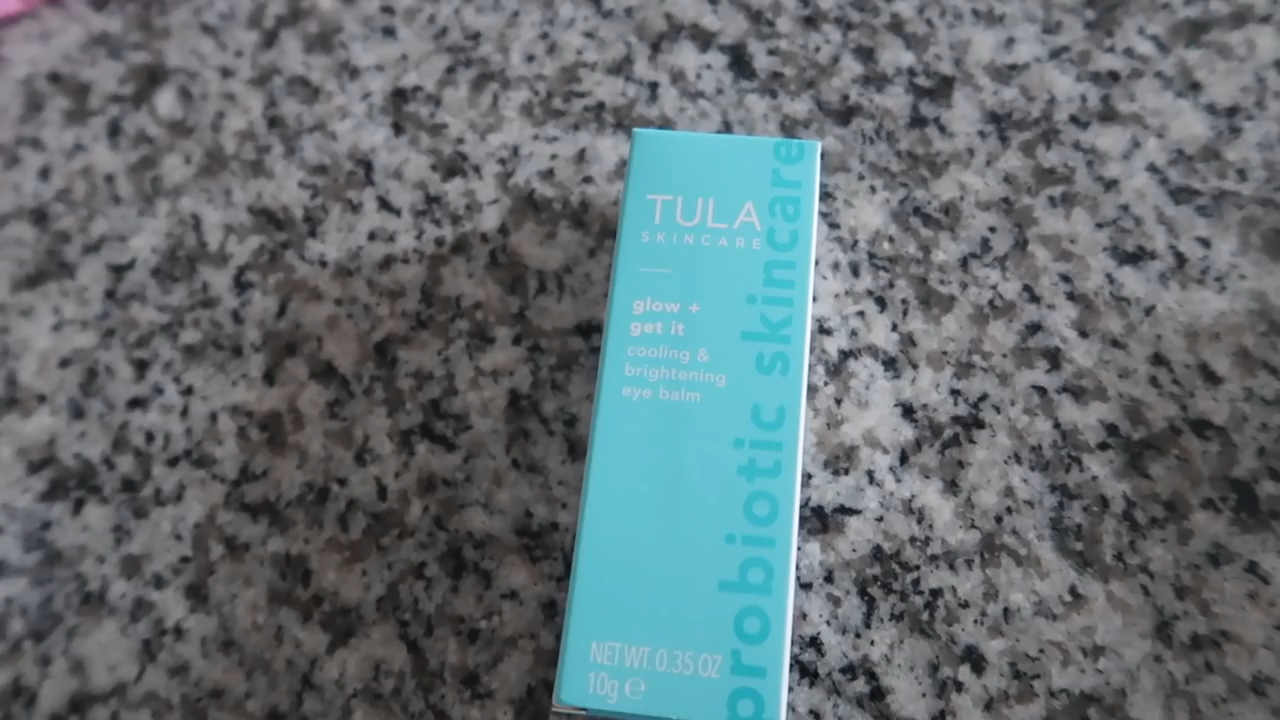 TULA
SKINCARE
glow +
get it
cooling &
brightening
eye balm
NET WT. 0.35 OZ
10g ℮
probiotic skincare